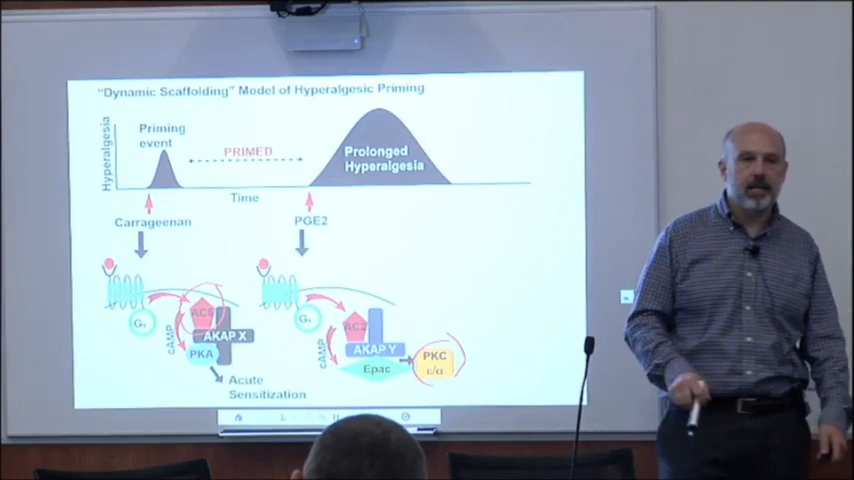 "Dynamic Scaffolding" Model of Hyperalgesic Priming
Hyperalgesia
Priming
event
PRIMED
Prolonged
Hyperalgesia
Time
Carrageenan
PGE2
Gₛ
cAMP
AKAP X
PKA
Acute
Sensitization
Gₛ
AC2
cAMP
AKAP Y
Epac
PKC
ε/α